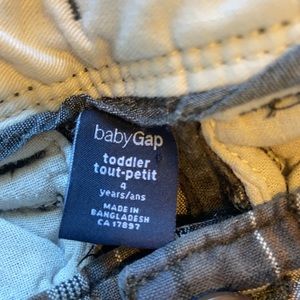 babyGap
toddler
tout-petit
4
years/ans
MADE IN
BANGLADESH
CA 17897